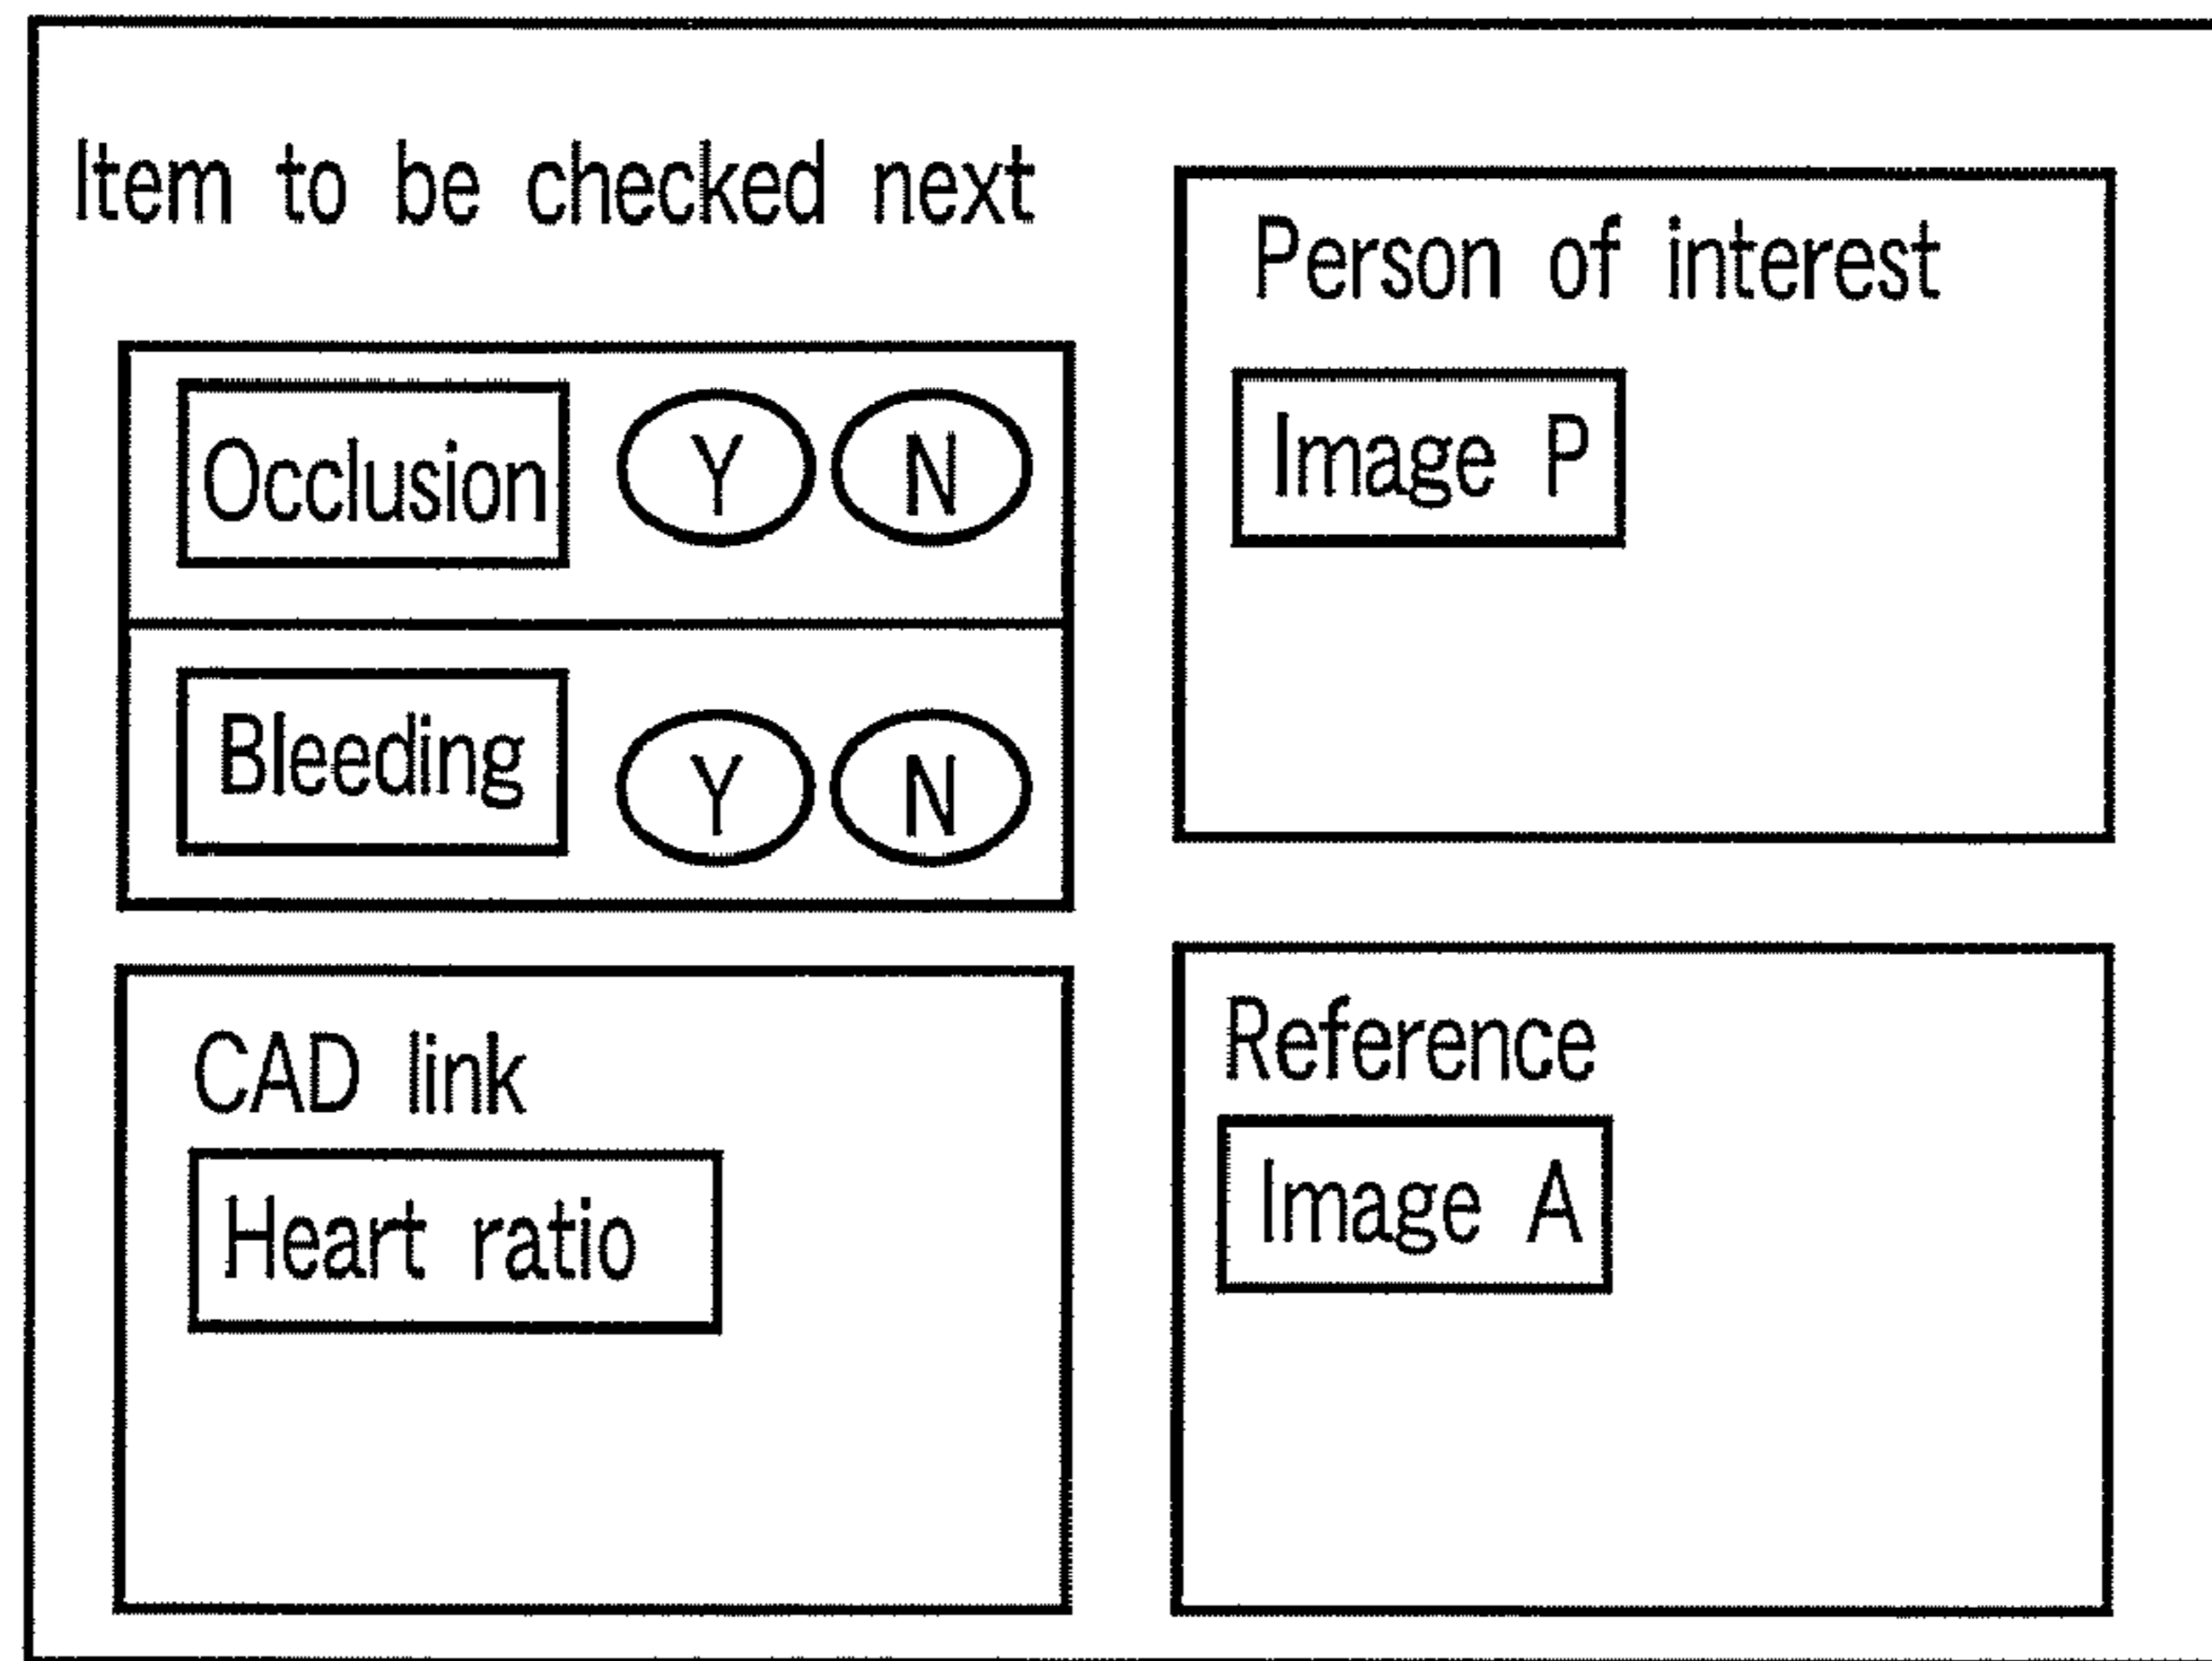 Item to be checked next
Occlusion Y N
Bleeding Y N
Person of interest
Image P
CAD link
Heart ratio
Reference
Image A